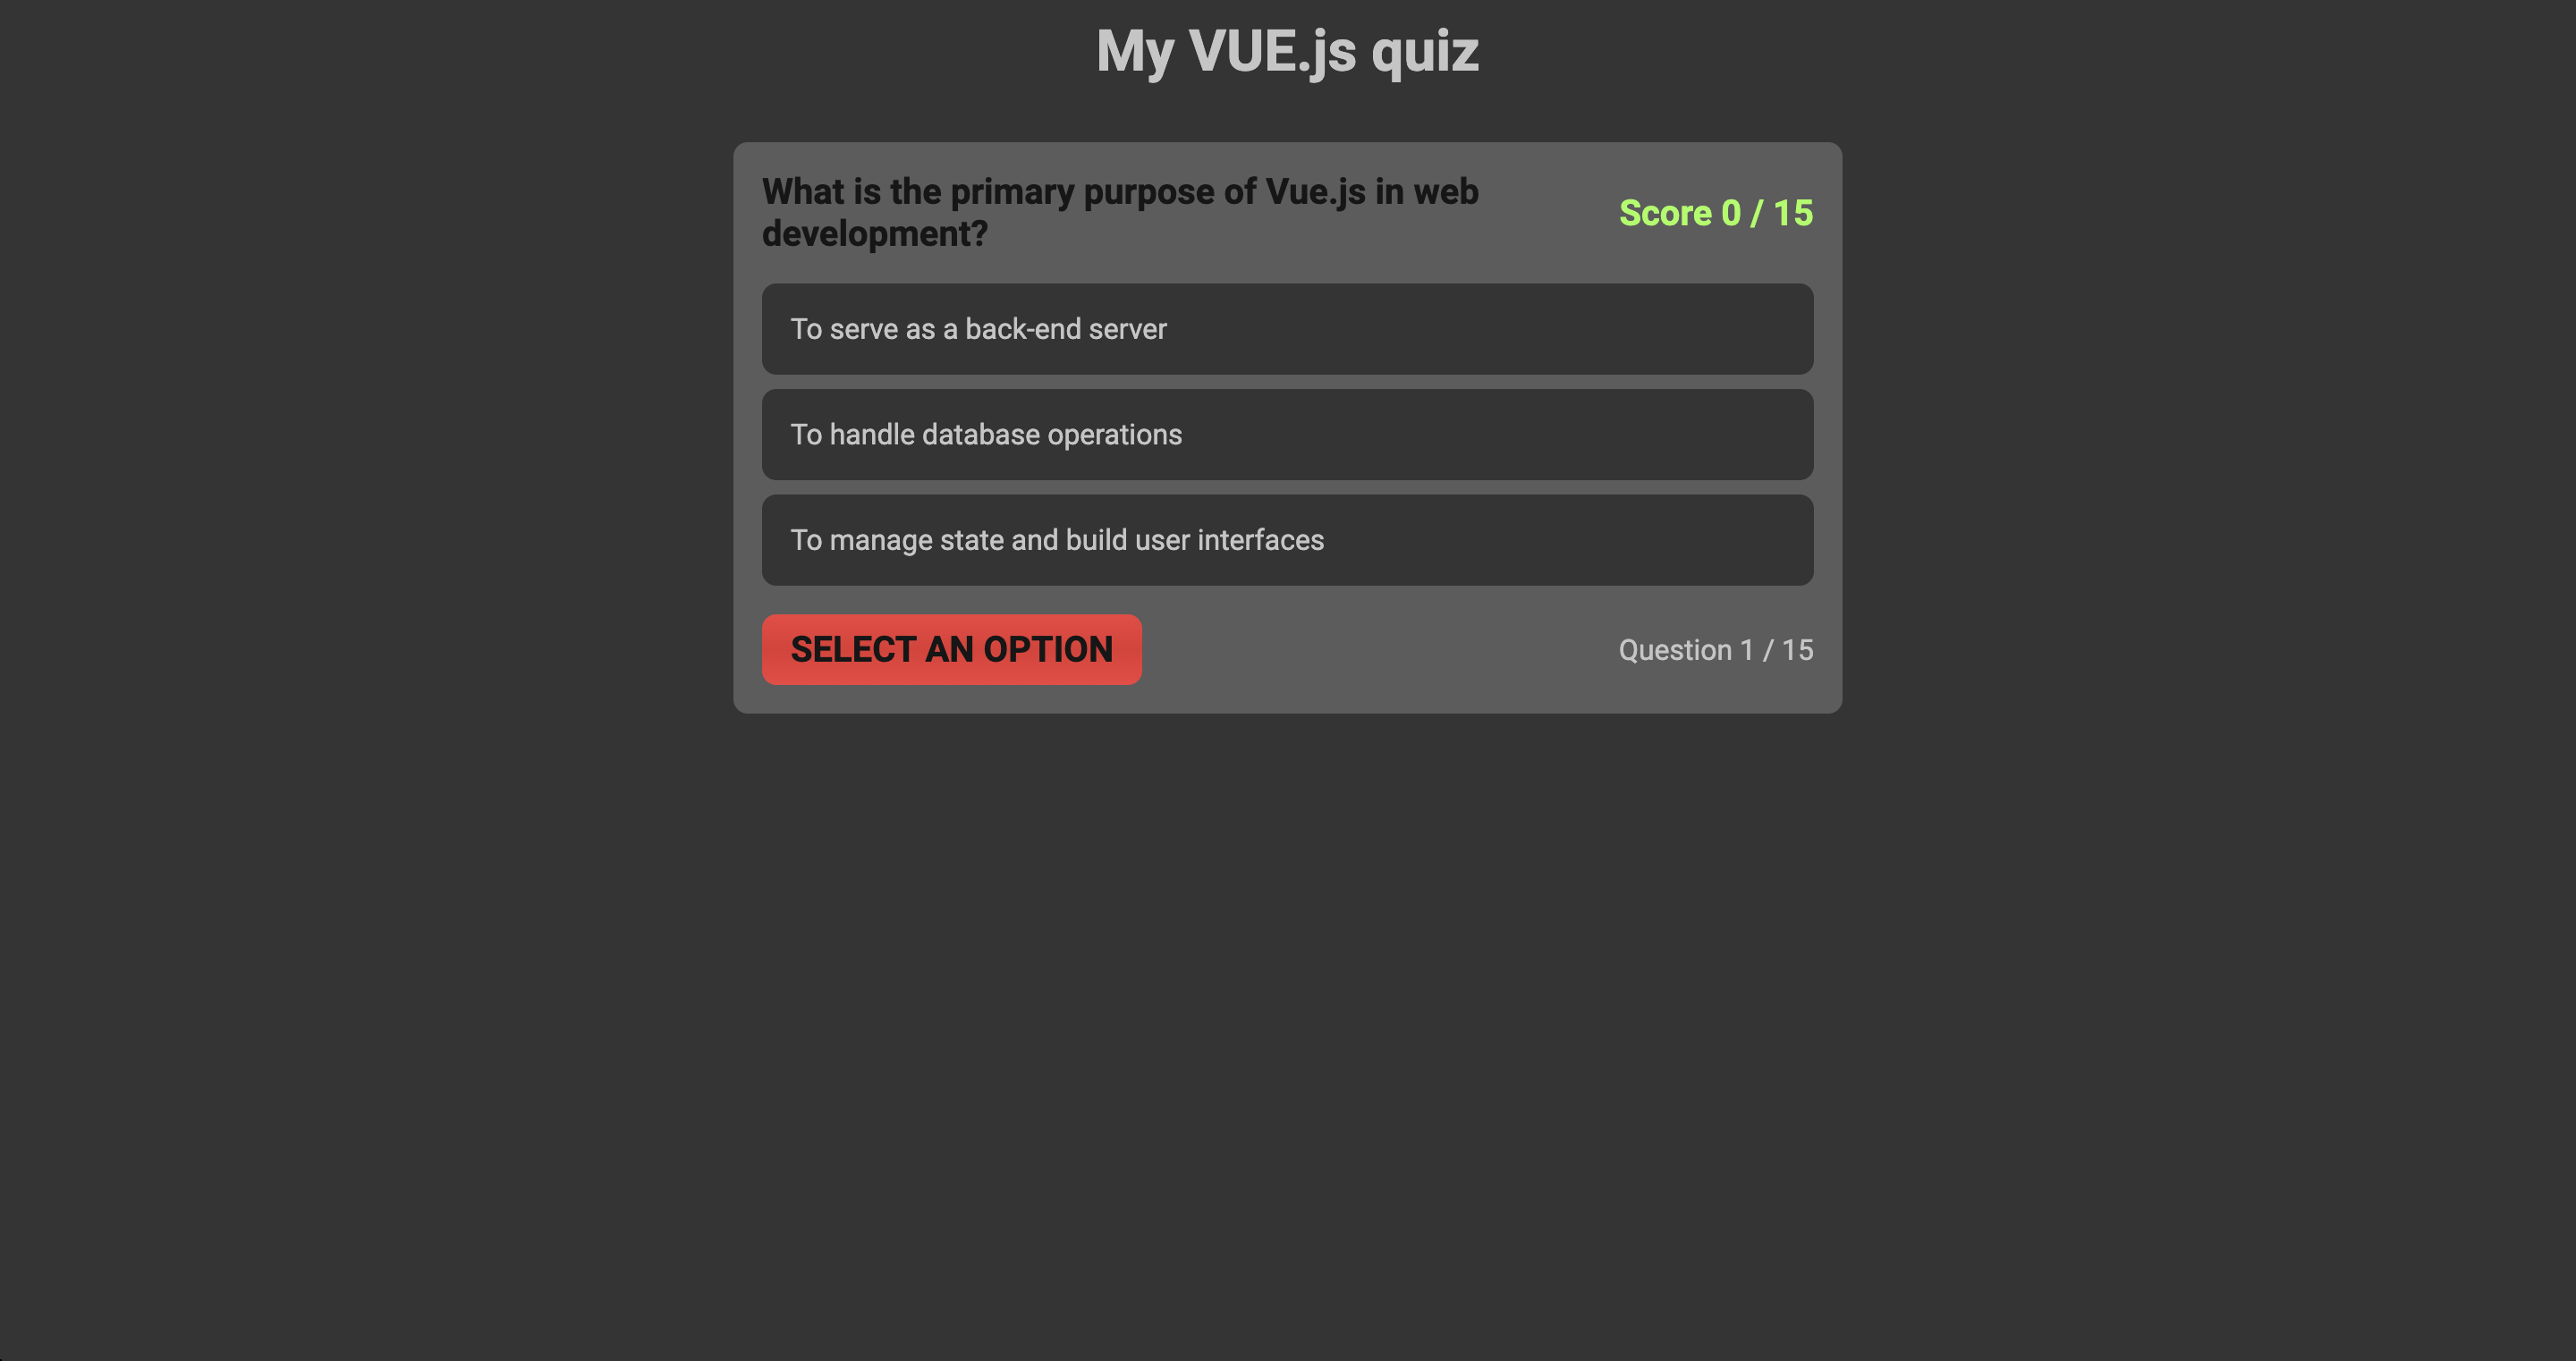 My VUE.js quiz
What is the primary purpose of Vue.js in web
development?
Score 0 / 15
To serve as a back-end server
To handle database operations
To manage state and build user interfaces
SELECT AN OPTION
Question 1 / 15